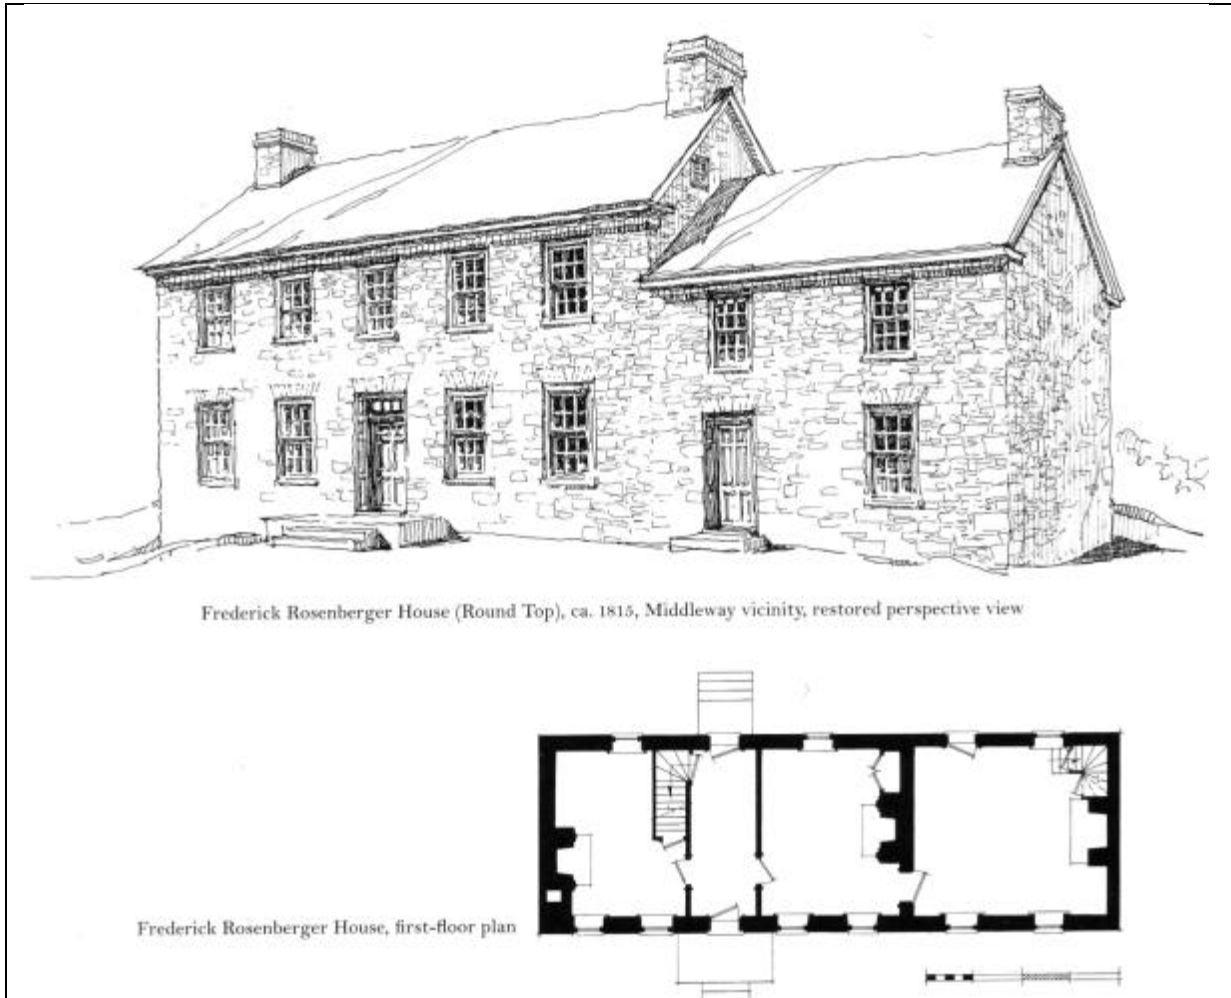 Frederick Rosenberger House (Round Top), ca. 1815, Middleway vicinity, restored perspective view
Frederick Rosenberger House, first-floor plan